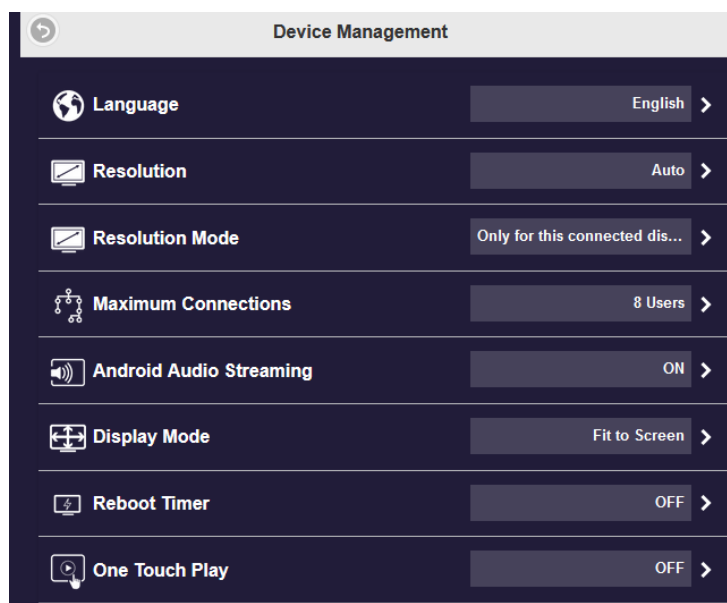 Device Management
Language English
Resolution Auto
Resolution Mode Only for this connected dis...
Maximum Connections 8 Users
Android Audio Streaming ON
Display Mode Fit to Screen
Reboot Timer OFF
One Touch Play OFF